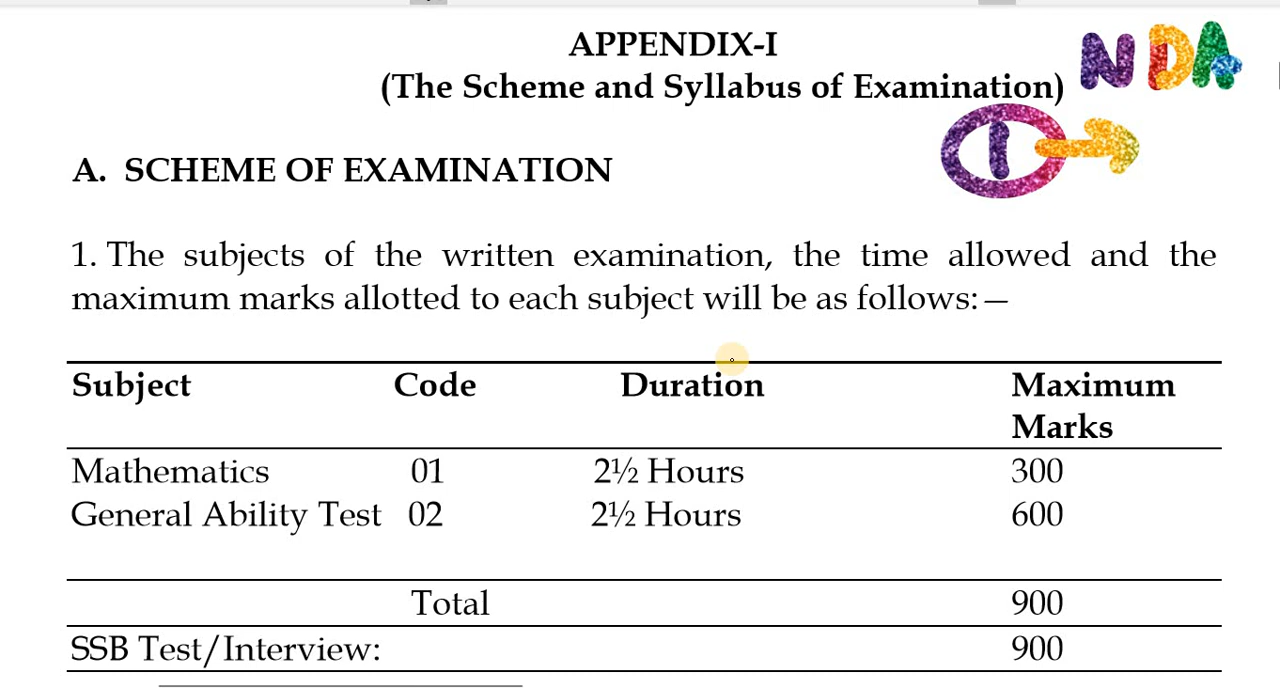 APPENDIX-I
(The Scheme and Syllabus of Examination)
NDA
1
A. SCHEME OF EXAMINATION
1. The subjects of the written examination, the time allowed and the
maximum marks allotted to each subject will be as follows:—
Subject Code Duration Maximum
Marks
Mathematics 01 2½ Hours 300
General Ability Test 02 2½ Hours 600
Total 900
SSB Test/Interview: 900